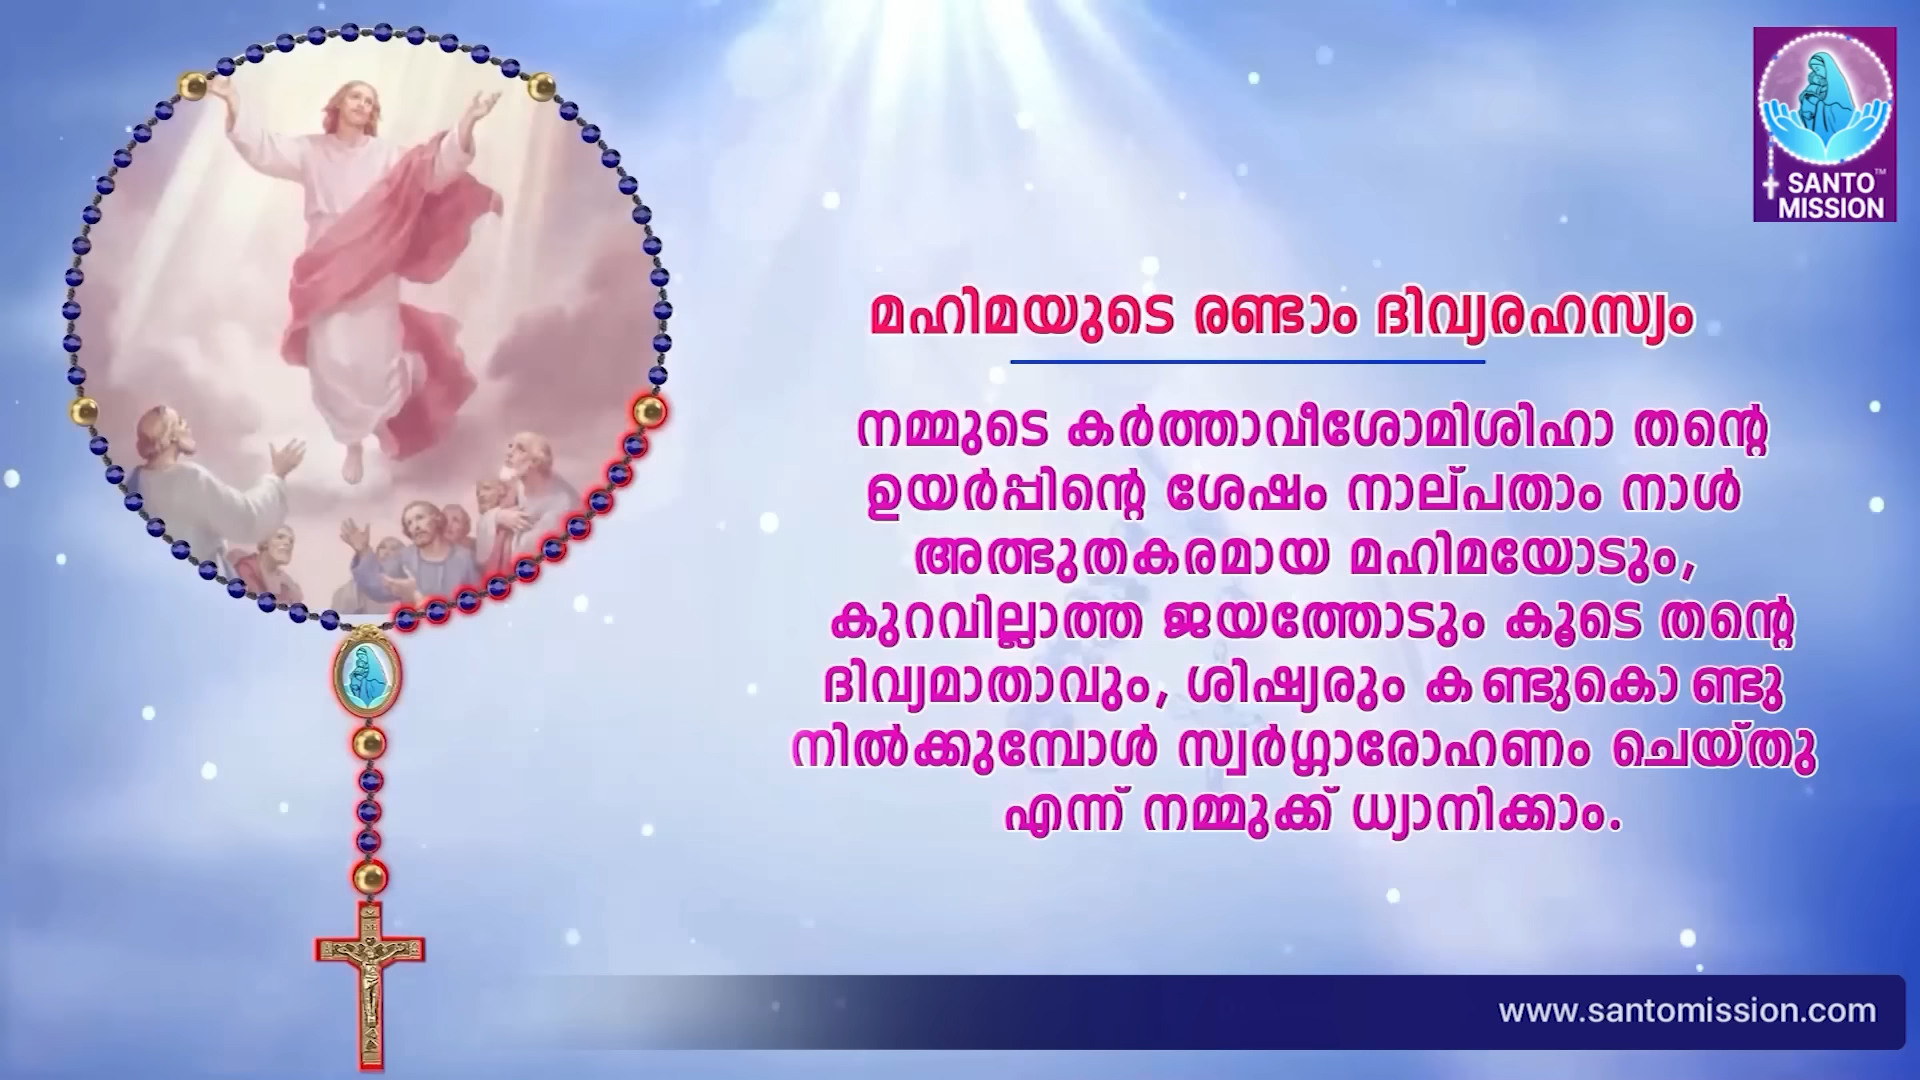 SANTO™
MISSION
മഹിമയുടെ രണ്ടാം ദിവ്യരഹസ്യം
നമ്മുടെ കർത്താവീശോമിശിഹാ തന്റെ
ഉയർപ്പിന്റെ ശേഷം നാല്പതാം നാൾ
അത്ഭുതകരമായ മഹിമയോടും,
കുറവില്ലാത്ത ജയത്തോടും കൂടെ തന്റെ
ദിവ്യമാതാവും, ശിഷ്യരും കണ്ടുകൊണ്ടു
നിൽക്കുമ്പോൾ സ്വർഗ്ഗാരോഹണം ചെയ്തു
എന്ന് നമ്മുക്ക് ധ്യാനിക്കാം.
www.santomission.com